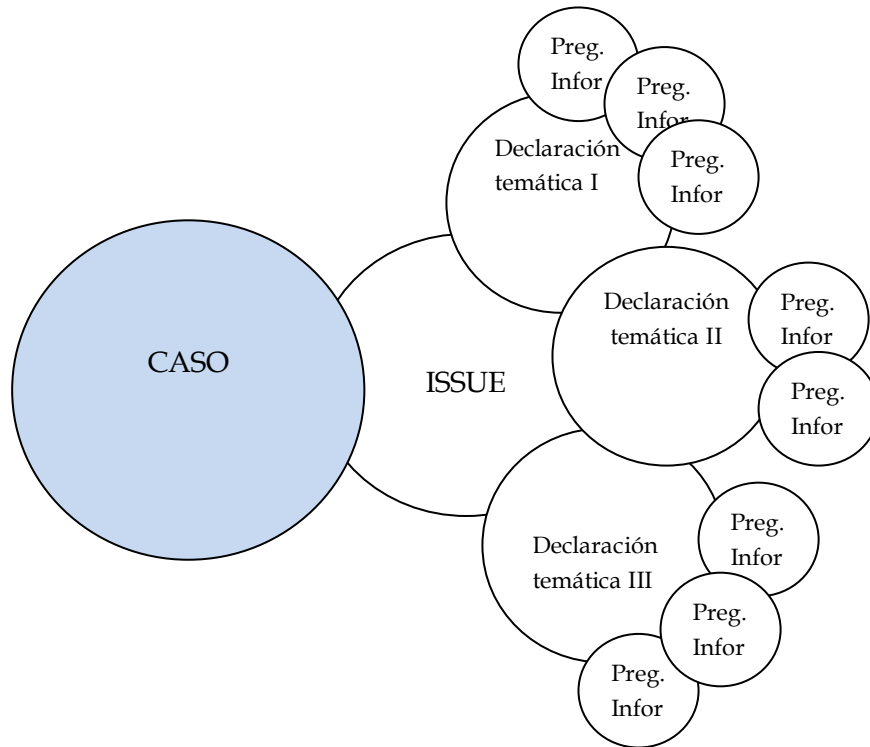 Preg.
Infor
Preg.
Infor
Declaración
temática I
Preg.
Infor
Declaración
temática II
Preg.
Infor
CASO
ISSUE
Preg.
Infor
Declaración
temática III
Preg.
Infor
Preg.
Infor
Preg.
Infor